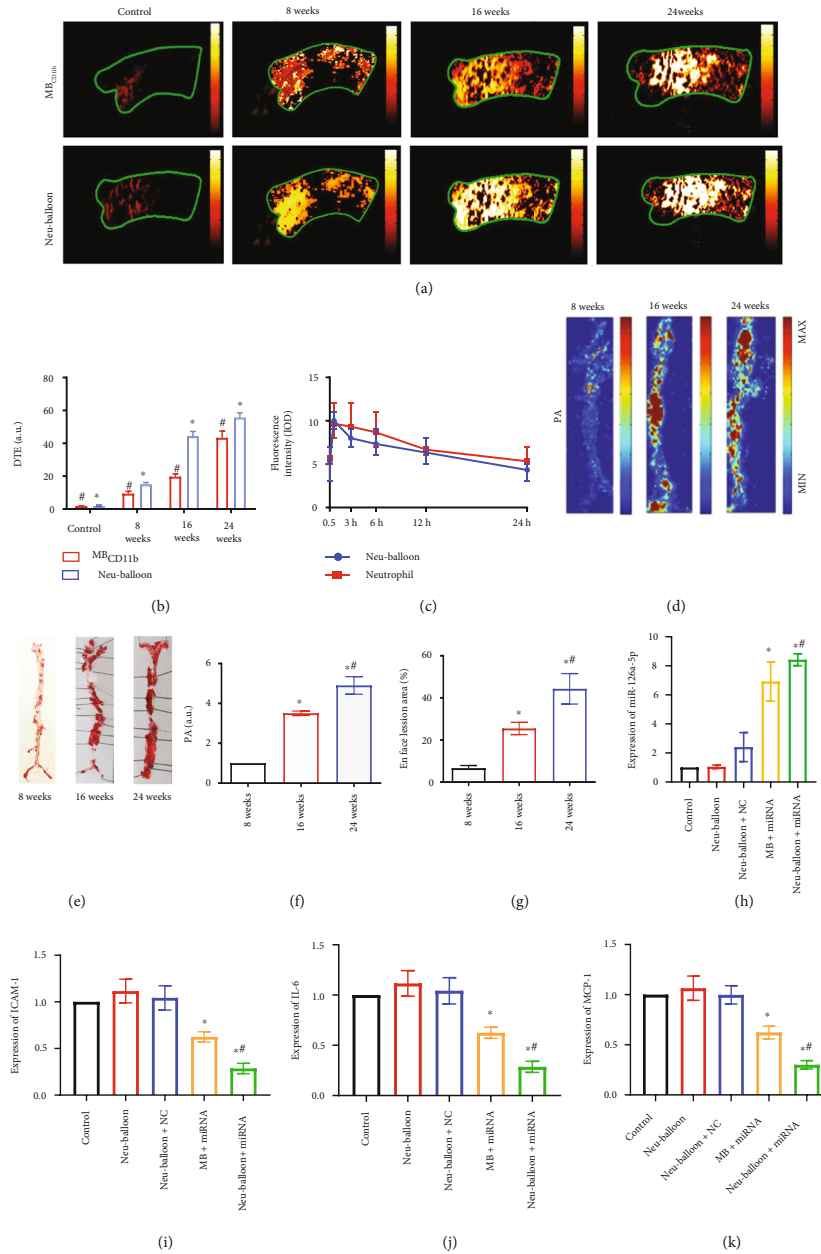 Control
8 weeks
16 weeks
24weeks
MB CD11b
Neu-balloon
(a)
60
40
20
0
DTE (a.u.)
#
*
#
*
#
*
#
*
Control
8 weeks
16 weeks
24 weeks
MBCD11b
Neu-balloon
(b)
15
10
5
0
Fluorescence
intensity (IOD)
0.5
3 h
6 h
12 h
24 h
Neu-balloon
Neutrophil
(c)
8 weeks
16 weeks
24 weeks
PA
MAX
MIN
(d)
8 weeks
16 weeks
24 weeks
(e)
6
4
2
0
PA (a.u.)
*
*#
8 weeks
16 weeks
24 weeks
(f)
60
40
20
0
En face lession area (%)
*
*#
8 weeks
16 weeks
24 weeks
(g)
10
8
6
4
2
0
Expression of miR-126a-5p
*
*#
Control
Neu-balloon
Neu-balloon + NC
MB + miRNA
Neu-balloon + miRNA
(h)
1.5
1.0
0.5
0.0
Expression of ICAM-1
*
*#
Control
Neu-balloon
Neu-balloon + NC
MB + miRNA
Neu-balloon+ miRNA
(i)
1.5
1.0
0.5
0.0
Expression of IL-6
*
*#
Control
Neu-balloon
Neu-balloon + NC
MB + miRNA
Neu-balloon + miRNA
(j)
1.5
1.0
0.5
0.0
Expression of MCP-1
*
*#
Control
Neu-balloon
Neu-balloon + NC
MB + miRNA
Neu-balloon + miRNA
(k)